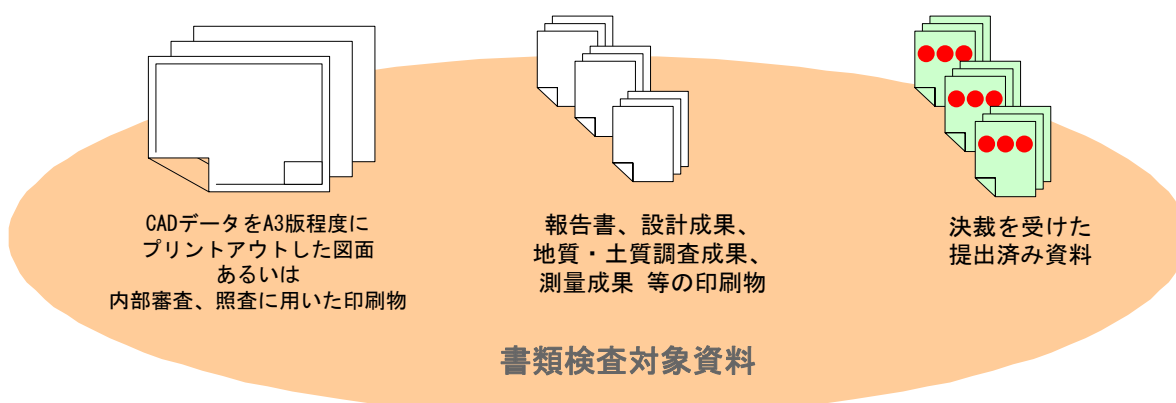 CADデータをA3版程度に
プリントアウトした図面
あるいは
内部審査、照査に用いた印刷物
報告書、設計成果、
地質・土質調査成果、
測量成果 等の印刷物
決裁を受けた
提出済み資料
書類検査対象資料